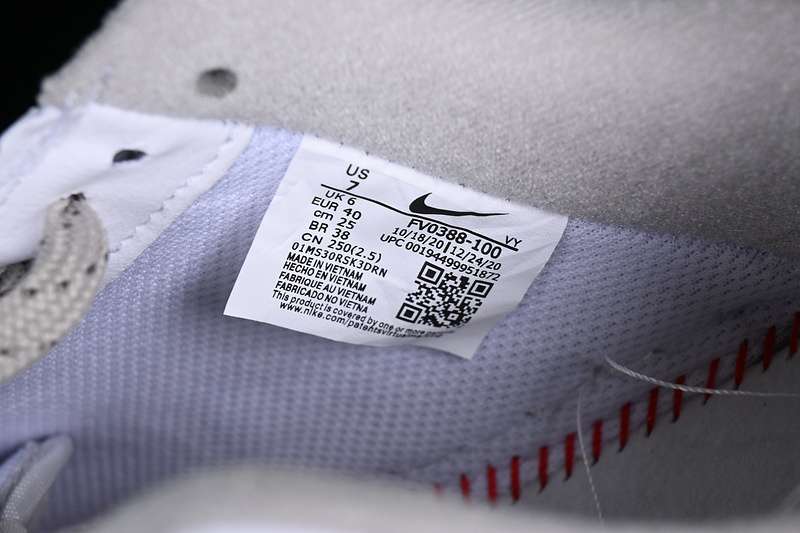 US
7
UK 6
EUR 40
cm 25
BR 38
CN 250(2.5)
FV0388-100
10/18/20 12/24/20 VY
UPC 0019449995187​2
01MS30RSK3DRN
MADE IN VIETNAM
HECHO EN VIETNAM
FABRIQUE AU VIETNAM
FABRICADO NO VIETNA
This product is covered by one or more
www.nike.com/patents